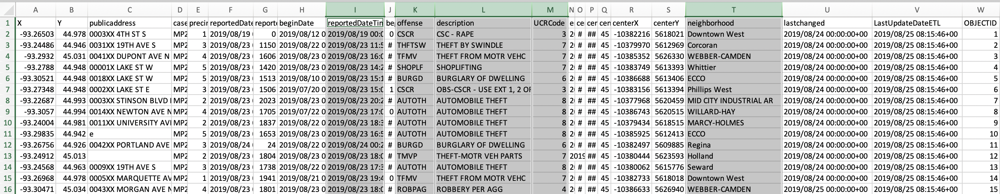 A B C D E F G H I J K L M N O P Q R S T U V W
1 X Y publicaddress case precin reportedDate reporte beginDate reportedDateTin be offense description UCRCode e ce cer cen centerX centerY neighborhood lastchanged LastUpdateDateETL OBJECTID
2 -93.26503 44.978 0003XX 4TH ST S MP2 1 2019/08/19 0 2019/08/12 0 2019/08/19 00:0 0 CSCR CSC - RAPE 3 20 # ## 45 -10382216 5618021 Downtown West 2019/08/24 00:00:00+00 2019/08/25 08:15:46+00 1
3 -93.24486 44.946 0031XX 19TH AVE S MP2 3 2019/08/23 1150 2019/08/22 0 2019/08/23 11:5 # THFTSW THEFT BY SWINDLE 7 20 # ## 45 -10379970 5612969 Corcoran 2019/08/24 00:00:00+00 2019/08/25 08:15:46+00 2
4 -93.2932 45.031 0041XX DUPONT AVE N MP2 4 2019/08/23 1606 2019/08/23 0 2019/08/23 16:0 # TFMV THEFT FROM MOTR VEHC 7 20 # ## 45 -10385352 5626330 WEBBER-CAMDEN 2019/08/24 00:00:00+00 2019/08/25 08:15:46+00 3
5 -93.2788 44.948 00001X LAKE ST W MP2 5 2019/08/23 1420 2019/08/23 0 2019/08/23 14:2 # SHOPLF SHOPLIFTING 7 20 # ## 45 -10383749 5613393 Whittier 2019/08/24 00:00:00+00 2019/08/25 08:15:46+00 4
6 -93.30521 44.948 0018XX LAKE ST W MP2 5 2019/08/23 1513 2019/08/10 0 2019/08/23 15:1 # BURGD BURGLARY OF DWELLING 6 20 # ## 45 -10386688 5613406 ECCO 2019/08/24 00:00:00+00 2019/08/25 08:15:46+00 5
7 -93.27348 44.948 0002XX LAKE ST E MP2 3 2019/08/23 1506 2019/07/20 0 2019/08/23 15:0 1 CSCR OBS-CSCR - USE EXT 1, 2 OF 3 20 # ## 45 -10383156 5613394 Phillips West 2019/08/24 00:00:00+00 2019/08/25 08:15:46+00 6
8 -93.22687 44.993 0003XX STINSON BLVD MP2 2 2019/08/23 2023 2019/08/23 0 2019/08/23 20:2 # AUTOTH AUTOMOBILE THEFT 8 20 # ## 45 -10377968 5620459 MID CITY INDUSTRIAL AR 2019/08/24 00:00:00+00 2019/08/25 08:15:46+00 7
9 -93.3057 44.994 0014XX NEWTON AVE N MP2 4 2019/08/23 1705 2019/07/22 0 2019/08/23 17:0 0 AUTOTH AUTOMOBILE THEFT 8 20 # ## 45 -10386743 5620515 WILLARD-HAY 2019/08/24 00:00:00+00 2019/08/25 08:15:46+00 8
10 -93.24004 44.981 0011XX UNIVERSITY AV MP2 2 2019/08/23 1837 2019/08/22 0 2019/08/23 18:3 # AUTOTH AUTOMOBILE THEFT 8 20 # ## 45 -10379434 5618515 MARCY-HOLMES 2019/08/24 00:00:00+00 2019/08/25 08:15:46+00 9
11 -93.29835 44.942 e MP2 5 2019/08/23 1653 2019/08/23 0 2019/08/23 16:5 # AUTOTH AUTOMOBILE THEFT 8 20 # ## 45 -10385925 5612413 ECCO 2019/08/24 00:00:00+00 2019/08/25 08:15:46+00 10
12 -93.26756 44.926 0042XX PORTLAND AVE MP2 3 2019/08/24 24 2019/08/22 0 2019/08/24 00:2 # BURGD BURGLARY OF DWELLING 6 20 # ## 45 -10382497 5609885 Regina 2019/08/24 00:00:00+00 2019/08/25 08:15:46+00 11
13 -93.24912 45.013 MP2 2 2019/08/23 1804 2019/08/23 0 2019/08/23 18:0 # TMVP THEFT-MOTR VEH PARTS 7 2019 ## 45 -10380444 5623593 Holland 2019/08/24 00:00:00+00 2019/08/25 08:15:46+00 12
14 -93.24568 44.963 0009XX 19TH AVE S MP2 3 2019/08/23 1738 2019/08/22 0 2019/08/23 17:3 # AUTOTH AUTOMOBILE THEFT 8 20 # ## 45 -10380062 5615776 Seward 2019/08/24 00:00:00+00 2019/08/25 08:15:46+00 13
15 -93.26968 44.978 0005XX MARQUETTE AV MP2 1 2019/08/23 1941 2019/08/21 0 2019/08/23 19:4 0 TFMV THEFT FROM MOTR VEHC 7 20 # ## 45 -10382733 5618018 Downtown West 2019/08/24 00:00:00+00 2019/08/25 08:15:46+00 14
16 -93.30471 45.034 0043XX MORGAN AVE N MP2 4 2019/08/23 1801 2019/08/23 0 2019/08/23 18:0 # ROBPAG ROBBERY PER AGG 4 20 # ## 45 -10386633 5626940 WEBBER-CAMDEN 2019/08/24 00:00:00+00 2019/08/25 08:15:46+00 15